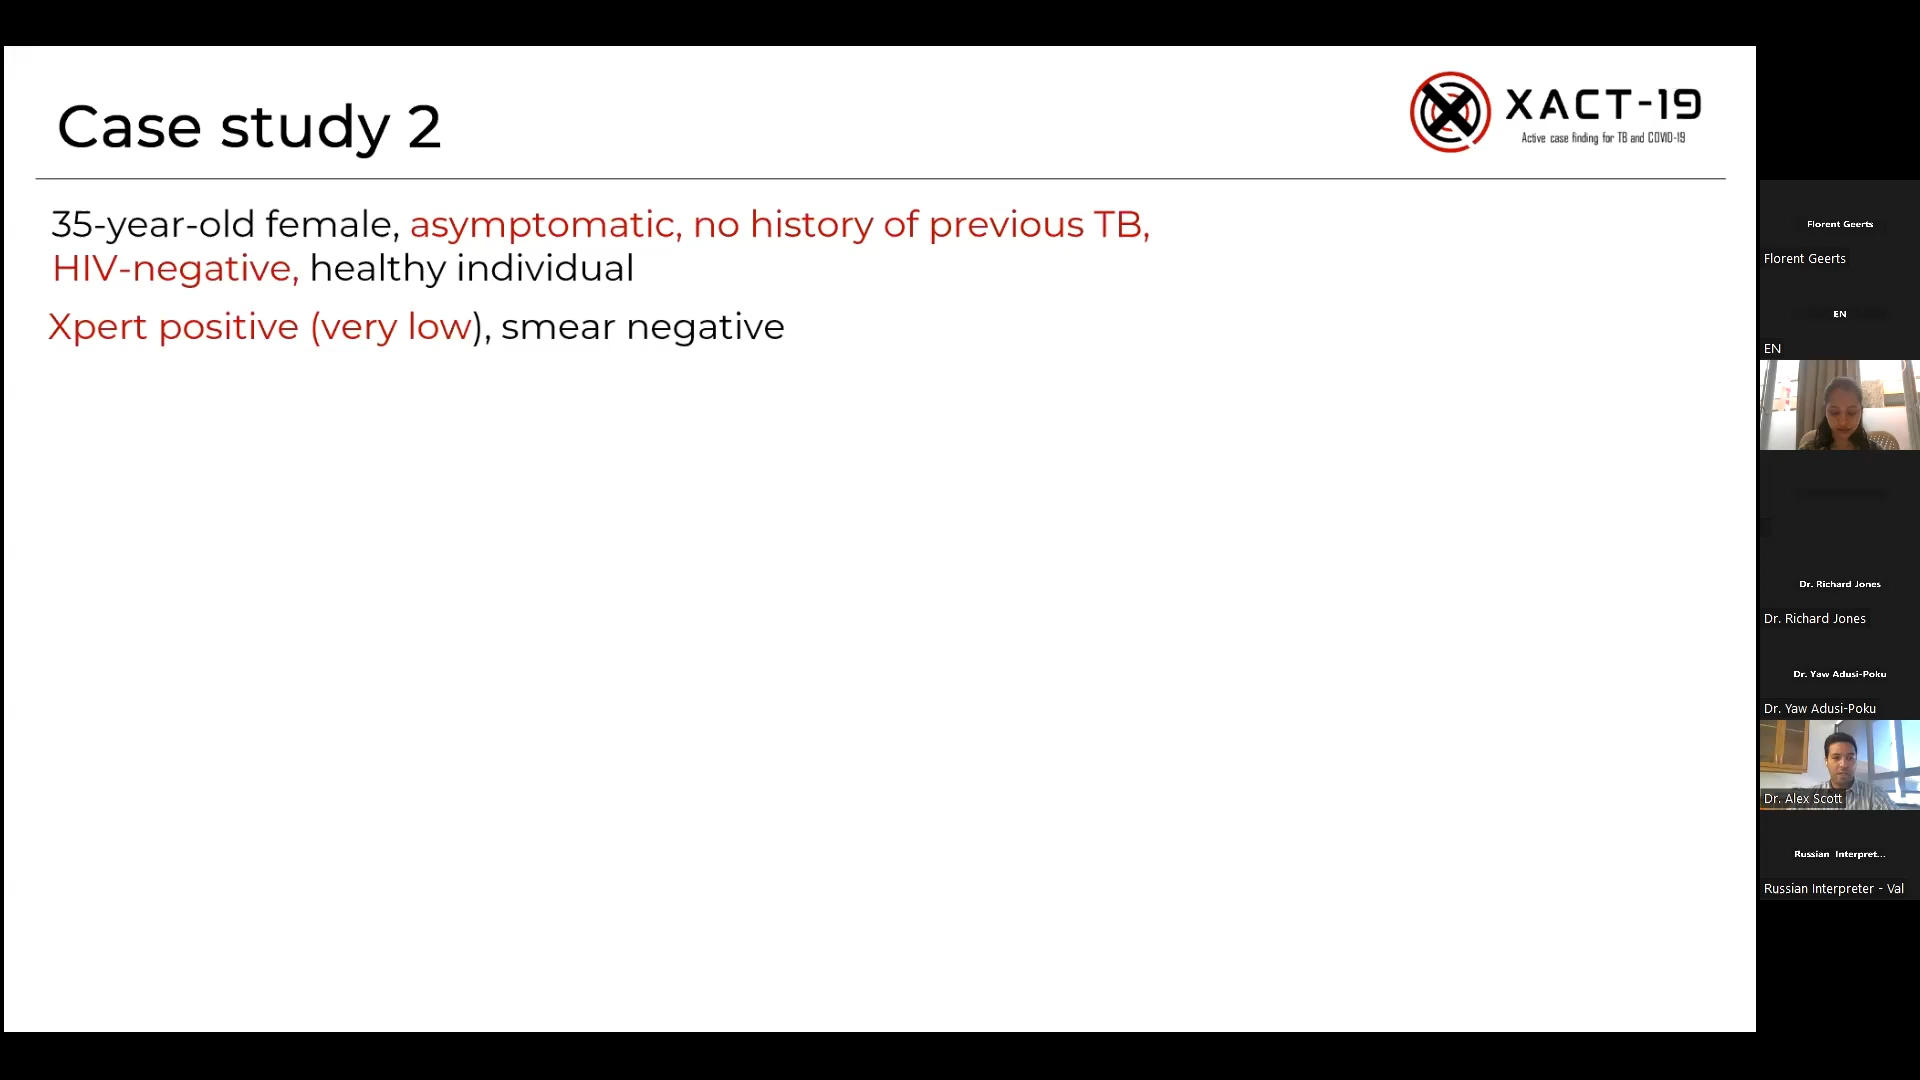 Case study 2
XACT-19
Active case finding for TB and COVID-19
35-year-old female, asymptomatic, no history of previous TB,
HIV-negative, healthy individual
Xpert positive (very low), smear negative
Florent Geerts
Florent Geerts
EN
EN
Dr. Richard Jones
Dr. Richard Jones
Dr. Yaw Adusi-Poku
Dr. Yaw Adusi-Poku
Dr. Alex Scott
Russian Interpret...
Russian Interpreter - Val